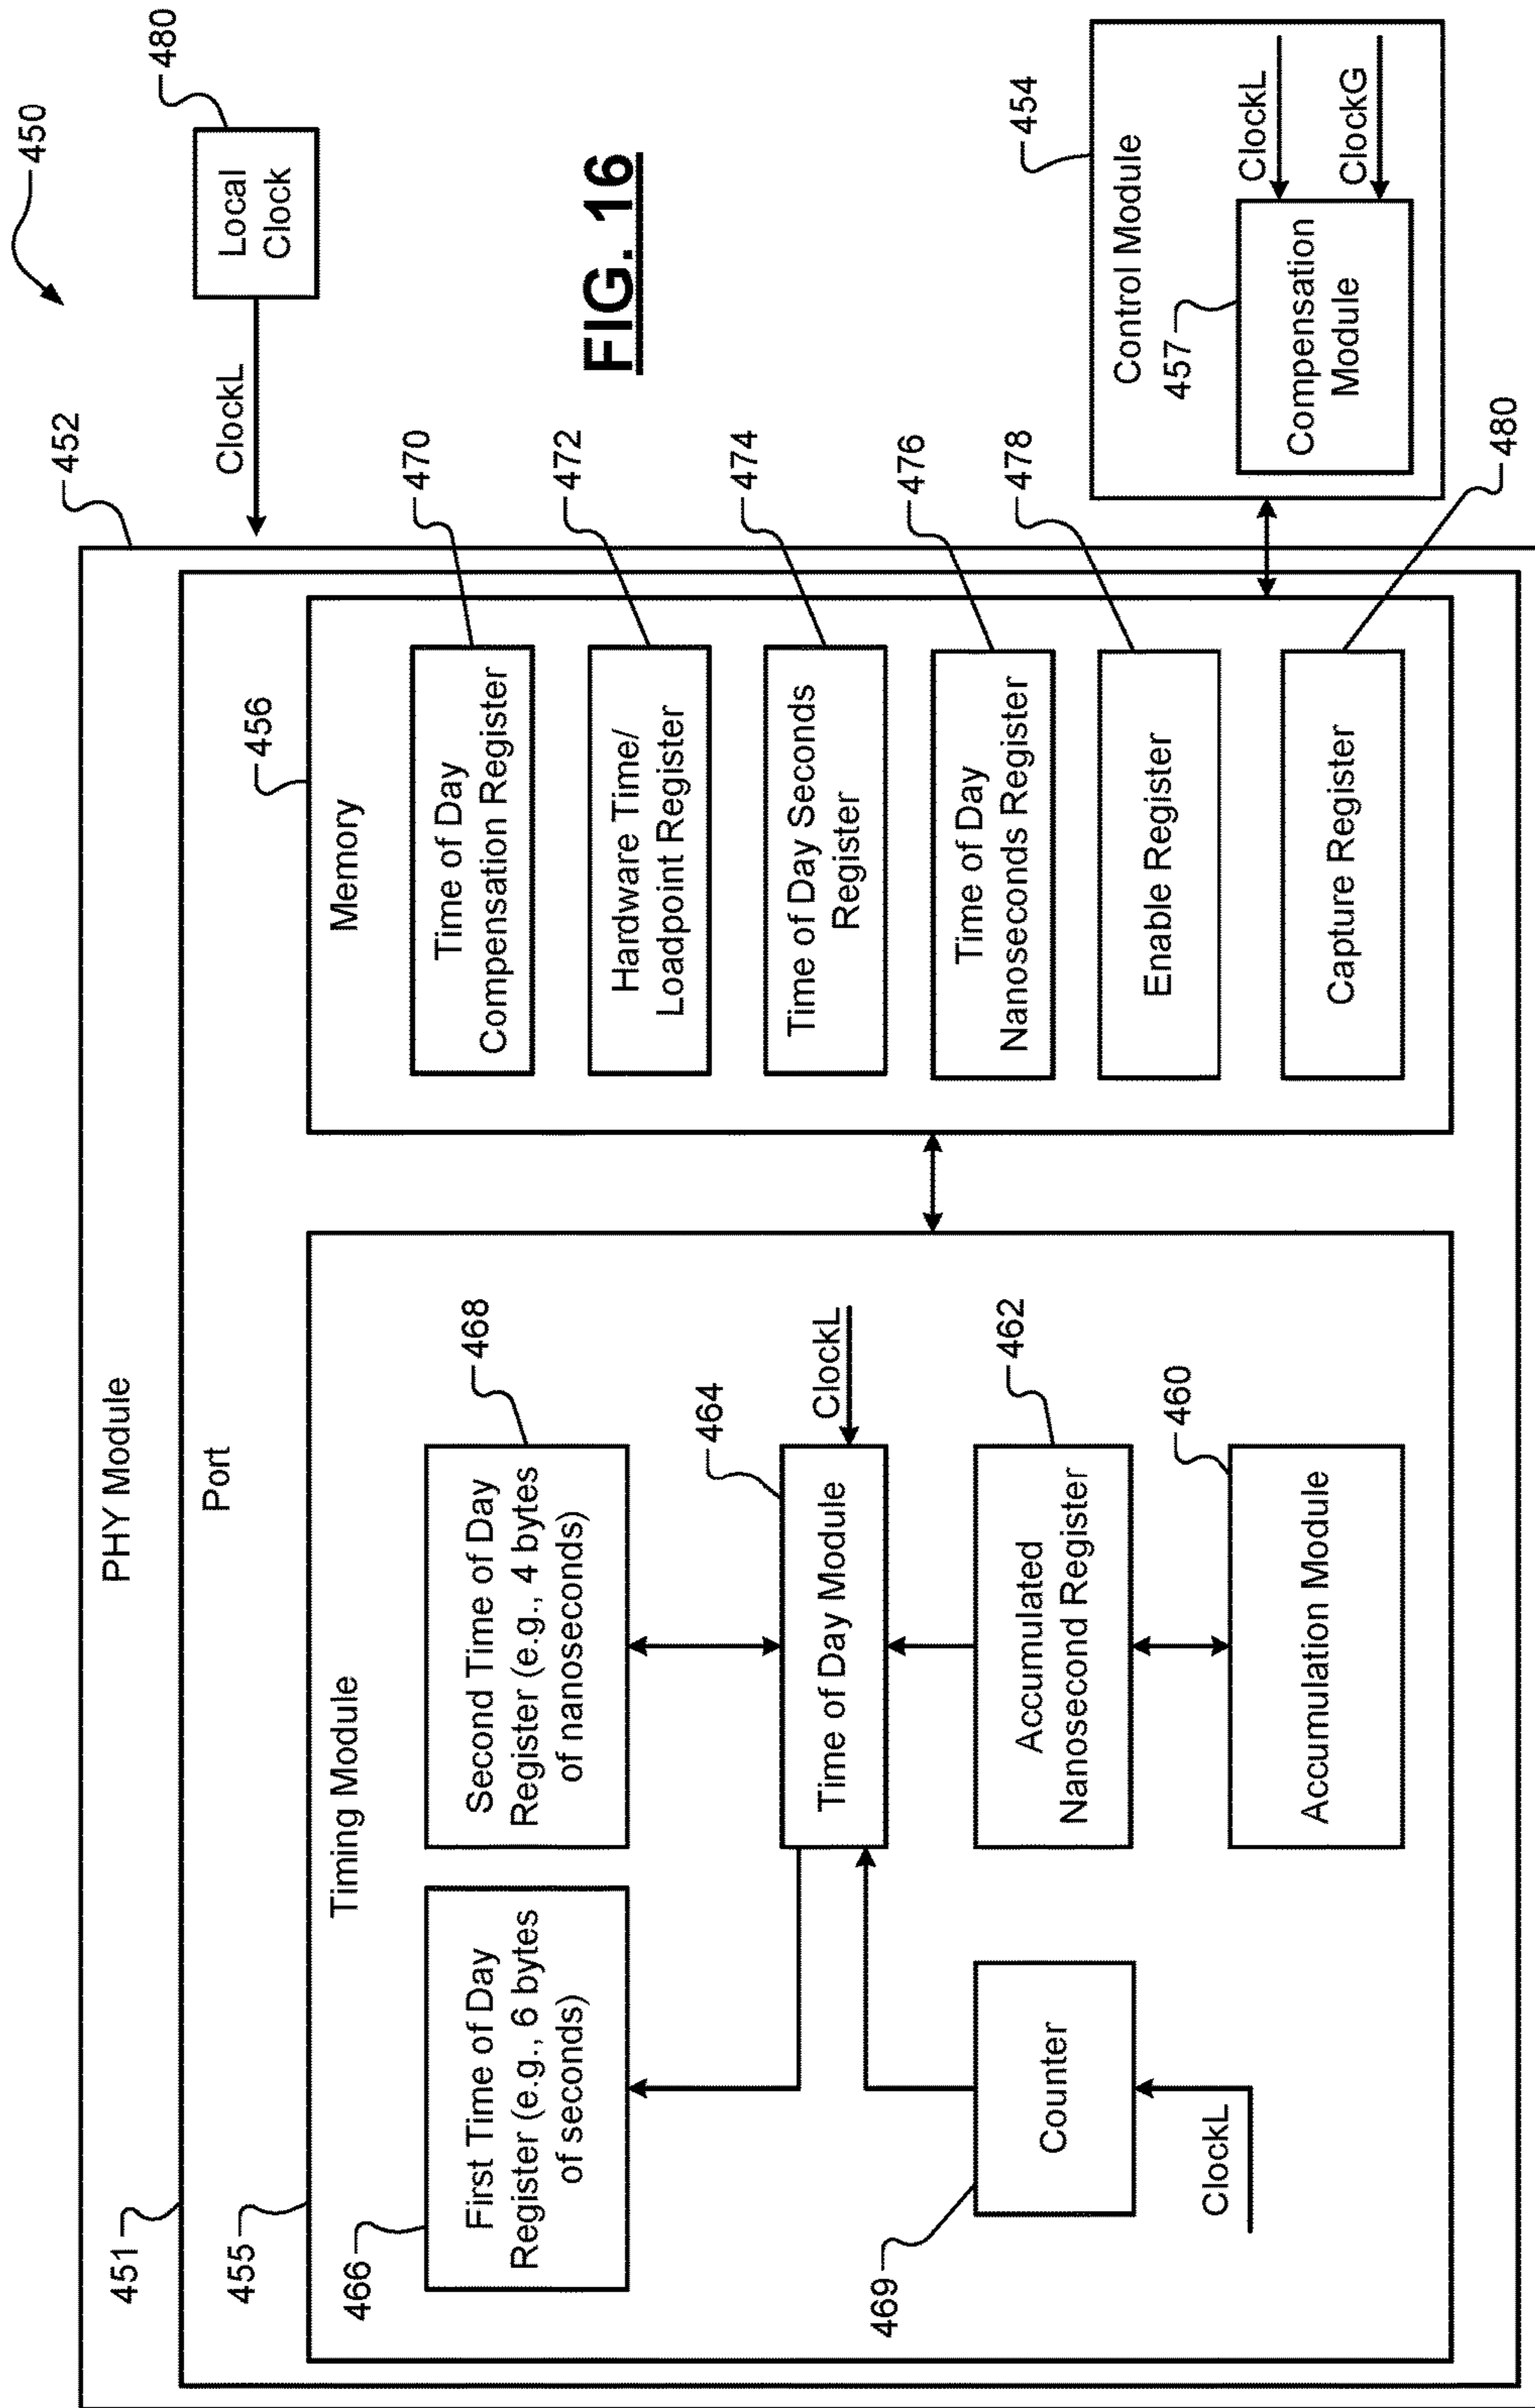 450
452
PHY Module
480
Local
Clock
ClockL
451
Port
455
Timing Module
466
First Time of Day
Register (e.g., 6 bytes
of seconds)
468
Second Time of Day
Register (e.g., 4 bytes
of nanoseconds)
464
Time of Day Module
ClockL
469
Counter
ClockL
462
Accumulated
Nanosecond Register
460
Accumulation Module
456
Memory
470
Time of Day
Compensation Register
472
Hardware Time/
Loadpoint Register
474
Time of Day Seconds
Register
476
Time of Day
Nanoseconds Register
478
Enable Register
480
Capture Register
FIG. 16
454
Control Module
457
Compensation
Module
ClockL
ClockG